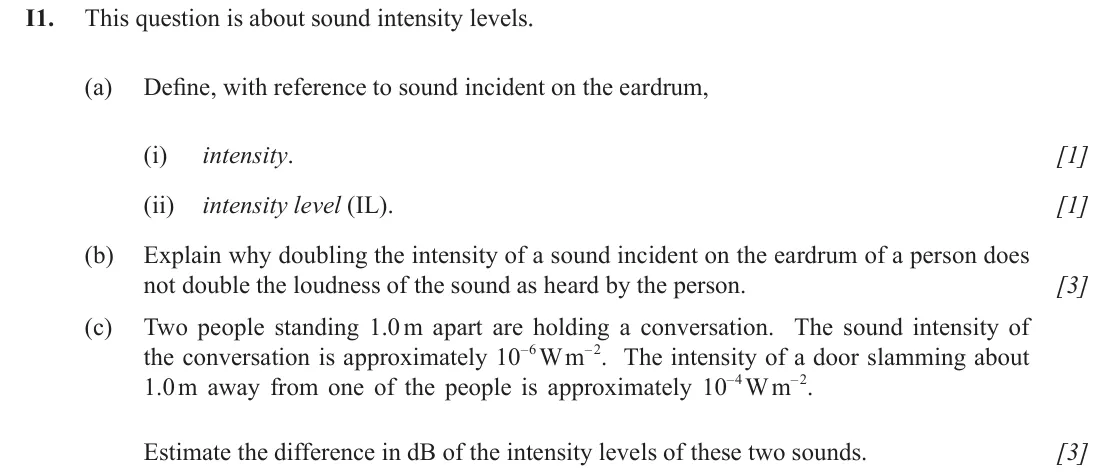 I1. This question is about sound intensity levels.
(a) Define, with reference to sound incident on the eardrum,
(i) intensity. [1]
(ii) intensity level (IL). [1]
(b) Explain why doubling the intensity of a sound incident on the eardrum of a person does
not double the loudness of the sound as heard by the person. [3]
(c) Two people standing 1.0 m apart are holding a conversation. The sound intensity of
the conversation is approximately 10⁻⁶ W m⁻². The intensity of a door slamming about
1.0 m away from one of the people is approximately 10⁻⁴ W m⁻².
Estimate the difference in dB of the intensity levels of these two sounds. [3]